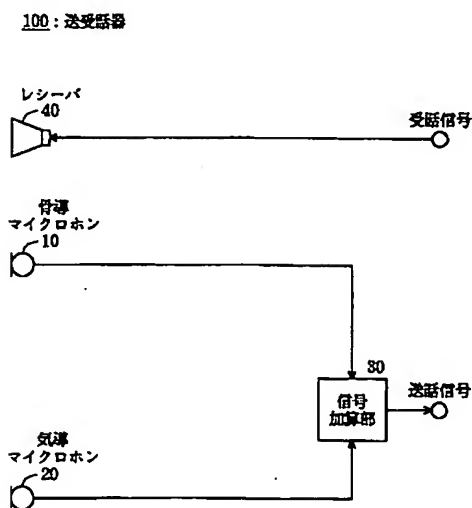 100:送受話器
レシーバ
40
受話信号
骨導
マイクロホン
10
30
信号
加算部
送話信号
気導
マイクロホン
20